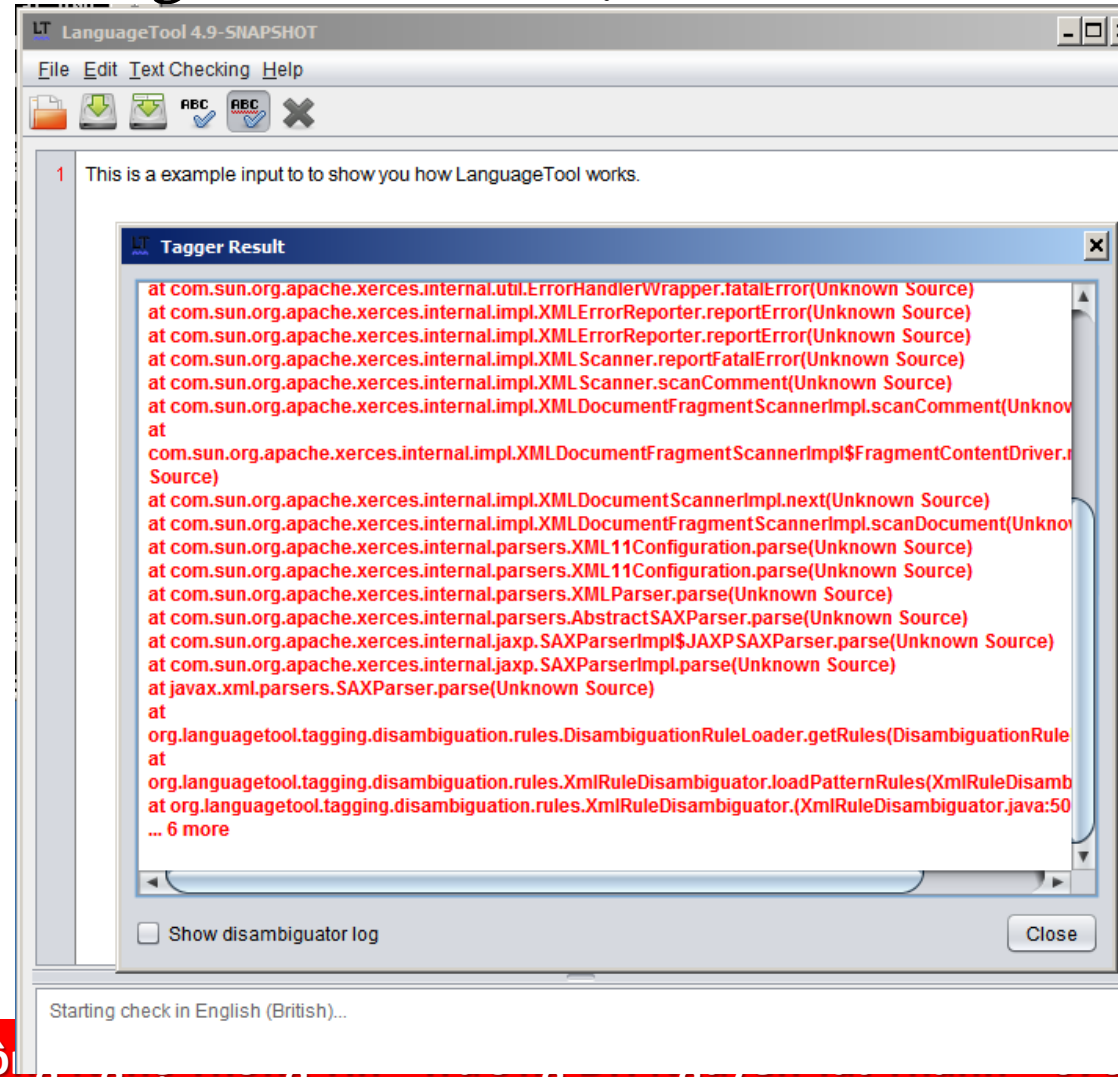 LT LanguageTool 4.9-SNAPSHOT
File Edit Text Checking Help
ABC ABC
1 This is a example input to to show you how LanguageTool works.
LT Tagger Result
at com.sun.org.apache.xerces.internal.util.ErrorHandlerWrapper.fatalError(Unknown Source)
at com.sun.org.apache.xerces.internal.impl.XMLErrorReporter.reportError(Unknown Source)
at com.sun.org.apache.xerces.internal.impl.XMLErrorReporter.reportError(Unknown Source)
at com.sun.org.apache.xerces.internal.impl.XMLScanner.reportFatalError(Unknown Source)
at com.sun.org.apache.xerces.internal.impl.XMLScanner.scanComment(Unknown Source)
at com.sun.org.apache.xerces.internal.impl.XMLDocumentFragmentScannerImpl.scanComment(Unknow
at
com.sun.org.apache.xerces.internal.impl.XMLDocumentFragmentScannerImpl$FragmentContentDriver.
Source)
at com.sun.org.apache.xerces.internal.impl.XMLDocumentScannerImpl.next(Unknown Source)
at com.sun.org.apache.xerces.internal.impl.XMLDocumentFragmentScannerImpl.scanDocument(Unknow
at com.sun.org.apache.xerces.internal.parsers.XML11Configuration.parse(Unknown Source)
at com.sun.org.apache.xerces.internal.parsers.XML11Configuration.parse(Unknown Source)
at com.sun.org.apache.xerces.internal.parsers.XMLParser.parse(Unknown Source)
at com.sun.org.apache.xerces.internal.parsers.AbstractSAXParser.parse(Unknown Source)
at com.sun.org.apache.xerces.internal.jaxp.SAXParserImpl$JAXPSAXParser.parse(Unknown Source)
at com.sun.org.apache.xerces.internal.jaxp.SAXParserImpl.parse(Unknown Source)
at javax.xml.parsers.SAXParser.parse(Unknown Source)
at
org.languagetool.tagging.disambiguation.rules.DisambiguationRuleLoader.getRules(DisambiguationRule
at
org.languagetool.tagging.disambiguation.rules.XmlRuleDisambiguator.loadPatternRules(XmlRuleDisamb
at org.languagetool.tagging.disambiguation.rules.XmlRuleDisambiguator.(XmlRuleDisambiguator.java:50
... 6 more
Show disambiguator log Close
Starting check in English (British)...